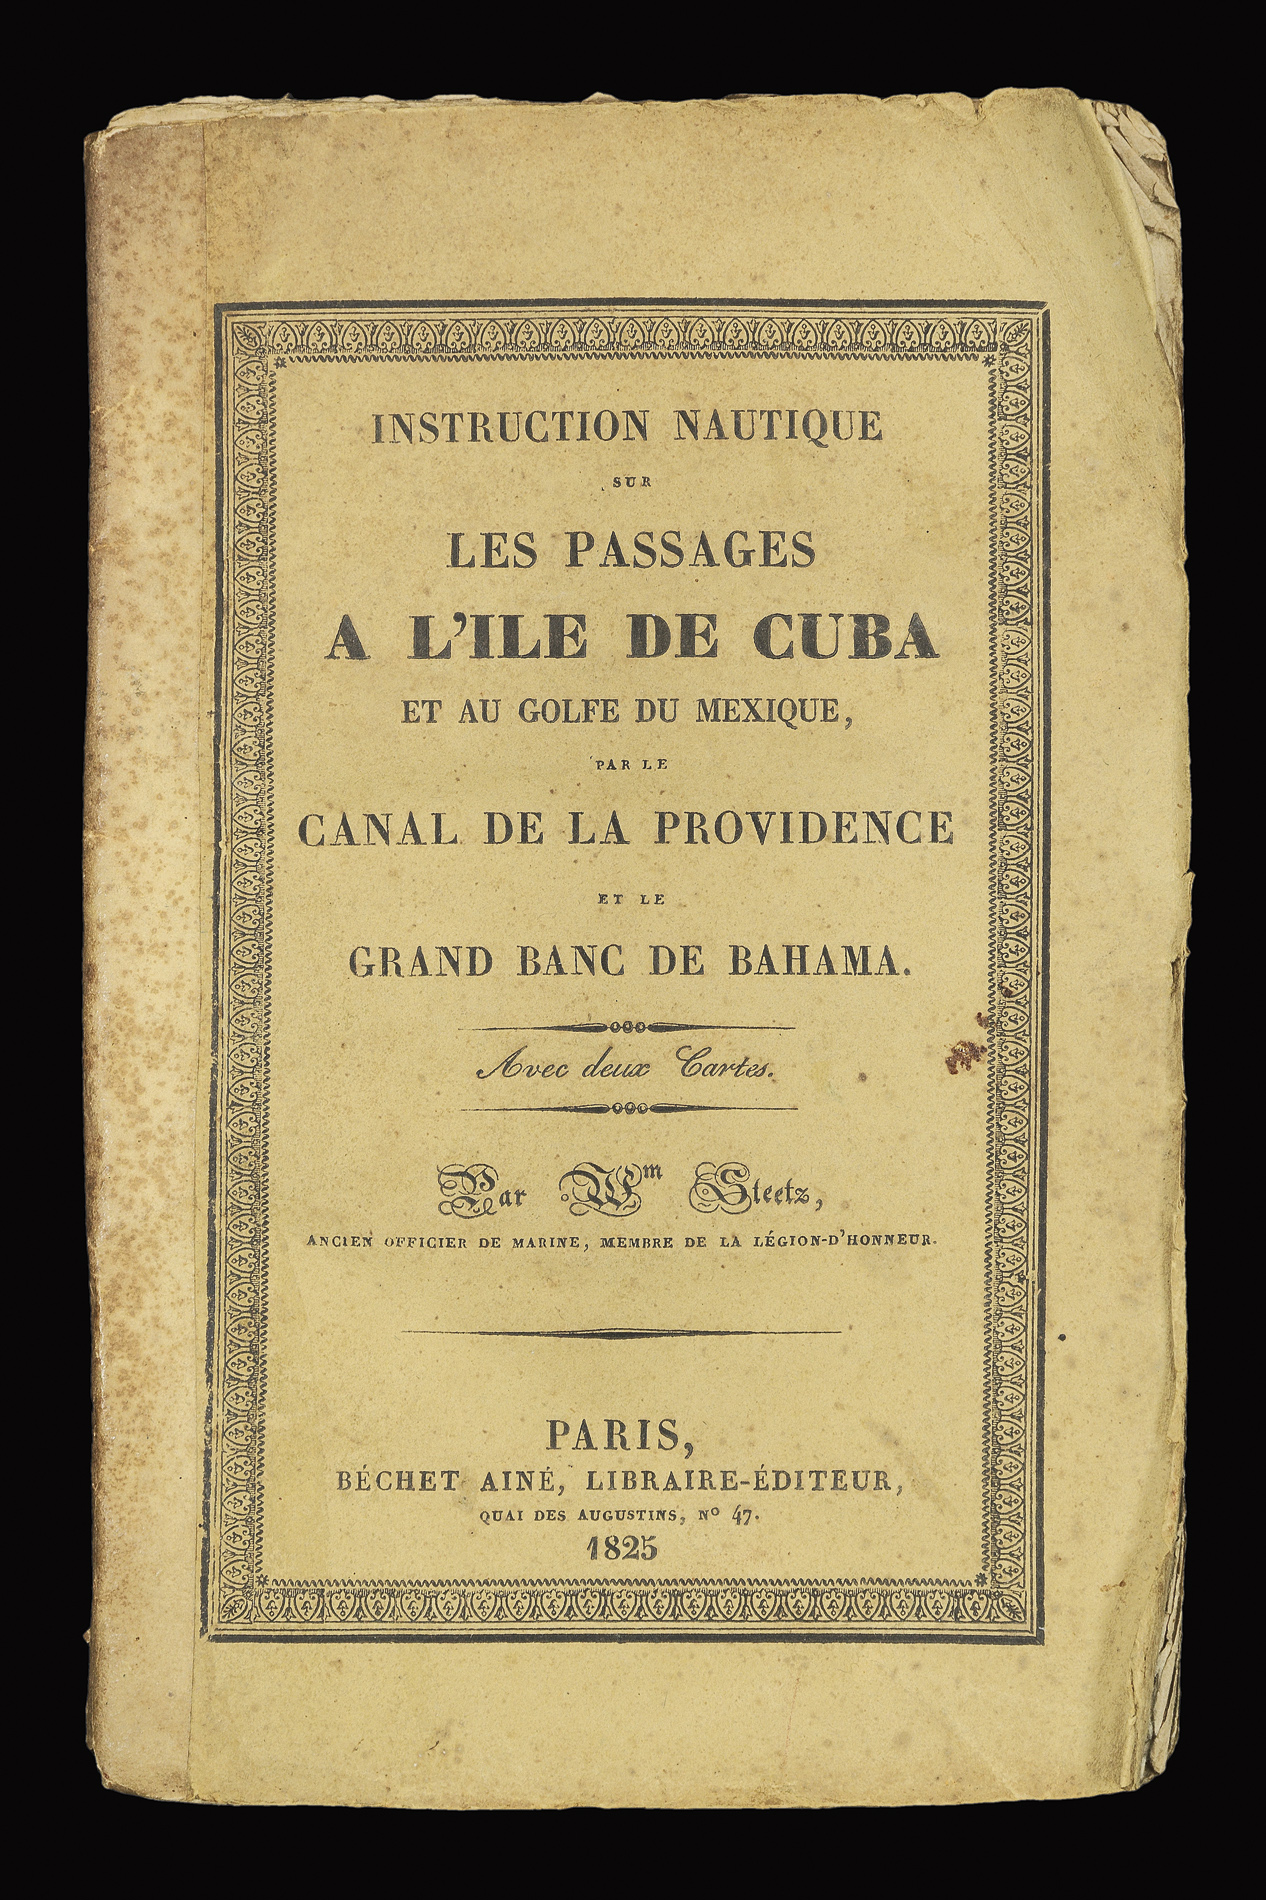 INSTRUCTION NAUTIQUE
SUR
LES PASSAGES
A L'ILE DE CUBA
ET AU GOLFE DU MEXIQUE,
PAR LE
CANAL DE LA PROVIDENCE
ET LE
GRAND BANC DE BAHAMA.
Avec deux Cartes.
Par Wm Steetz,
ANCIEN OFFICIER DE MARINE, MEMBRE DE LA LÉGION-D'HONNEUR.
PARIS,
BÉCHET AINÉ, LIBRAIRE-ÉDITEUR,
QUAI DES AUGUSTINS, No 47.
1825